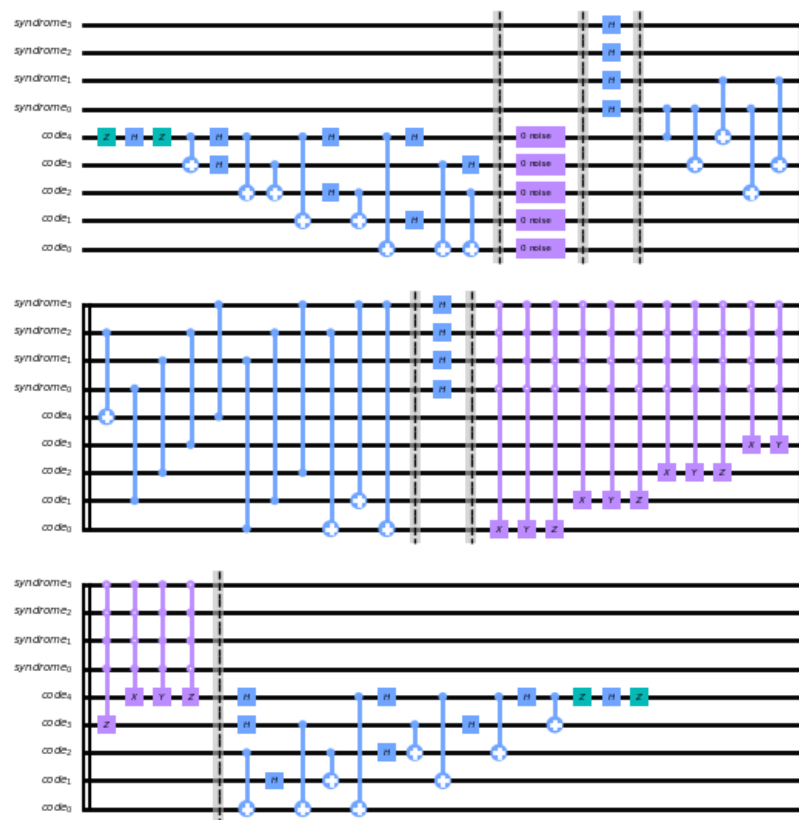 syndrome₃ H
syndrome₂ H
syndrome₁ H
syndrome₀ H
code₄ Z H Z H H H 0 noise
code₃ H H 0 noise
code₂ H 0 noise
code₁ H 0 noise
code₀ 0 noise
syndrome₃ H
syndrome₂ H
syndrome₁ H
syndrome₀ H
code₄
code₃ X Y
code₂ X Y Z
code₁ X Y Z
code₀ X Y Z
syndrome₃
syndrome₂
syndrome₁
syndrome₀
code₄ X Y Z H H H Z H Z
code₃ Z H H
code₂ H
code₁ H
code₀